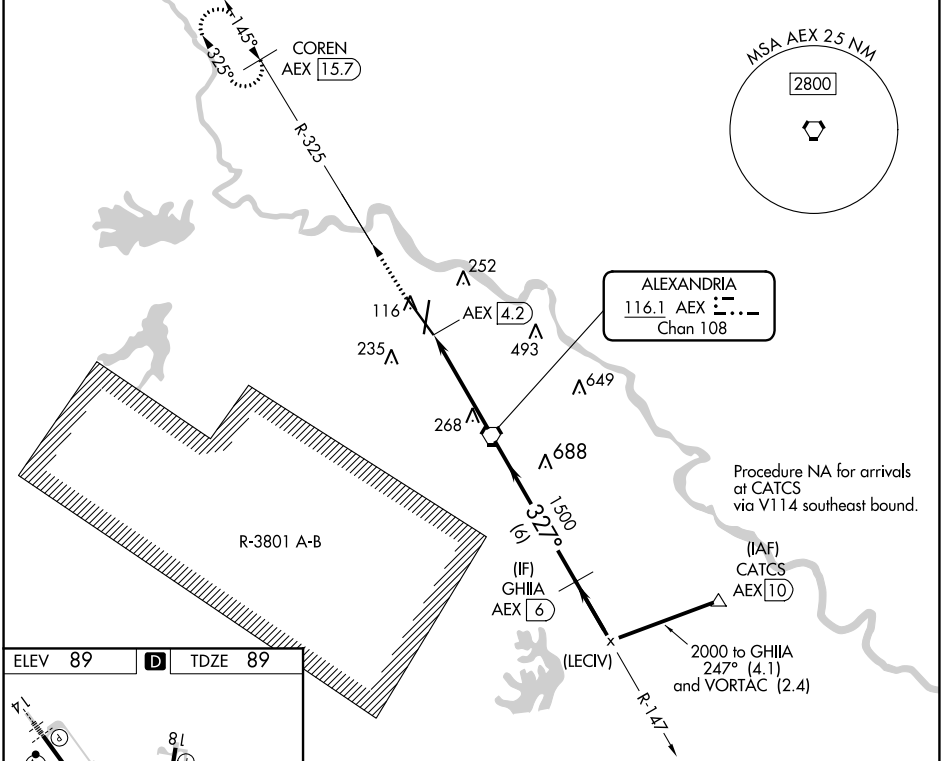 145°
325°
COREN
AEX 15.7
R-325
MSA AEX 25 NM
2800
252
116
AEX 4.2
493
235
649
268
688
ALEXANDRIA
116.1 AEX
Chan 108
Procedure NA for arrivals
at CATCS
via V114 southeast bound.
R-3801 A-B
1500
327°
(6)
(IF)
GHIIA
AEX 6
(IAF)
CATCS
AEX 10
(LECIV)
2000 to GHIIA
247° (4.1)
and VORTAC (2.4)
R-147
ELEV 89 D TDZE 89
14
P
18